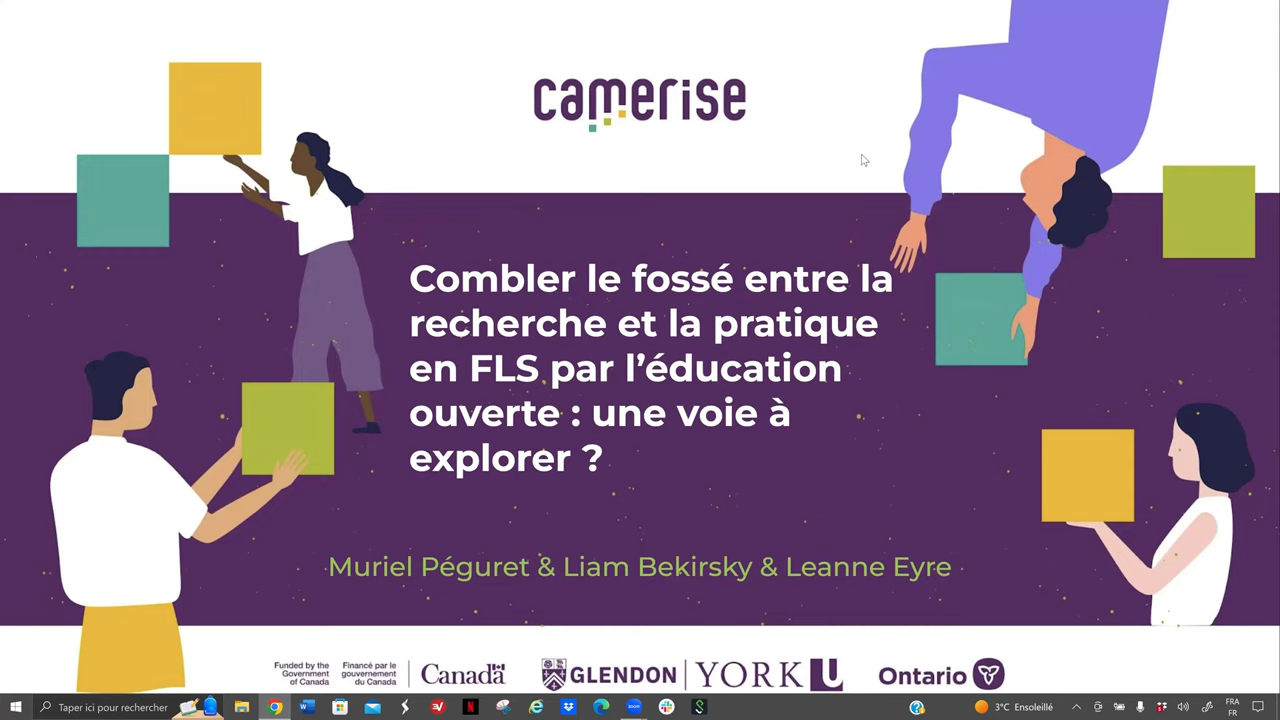 camerise
Combler le fossé entre la
recherche et la pratique
en FLS par l’éducation
ouverte : une voie à
explorer ?
Muriel Péguret & Liam Bekirsky & Leanne Eyre
Funded by the
Government
of Canada
Financé par le
gouvernement
du Canada
Canada
GLENDON
YORK U
Ontario
Taper ici pour rechercher
3°C Ensoleillé
FRA
FR